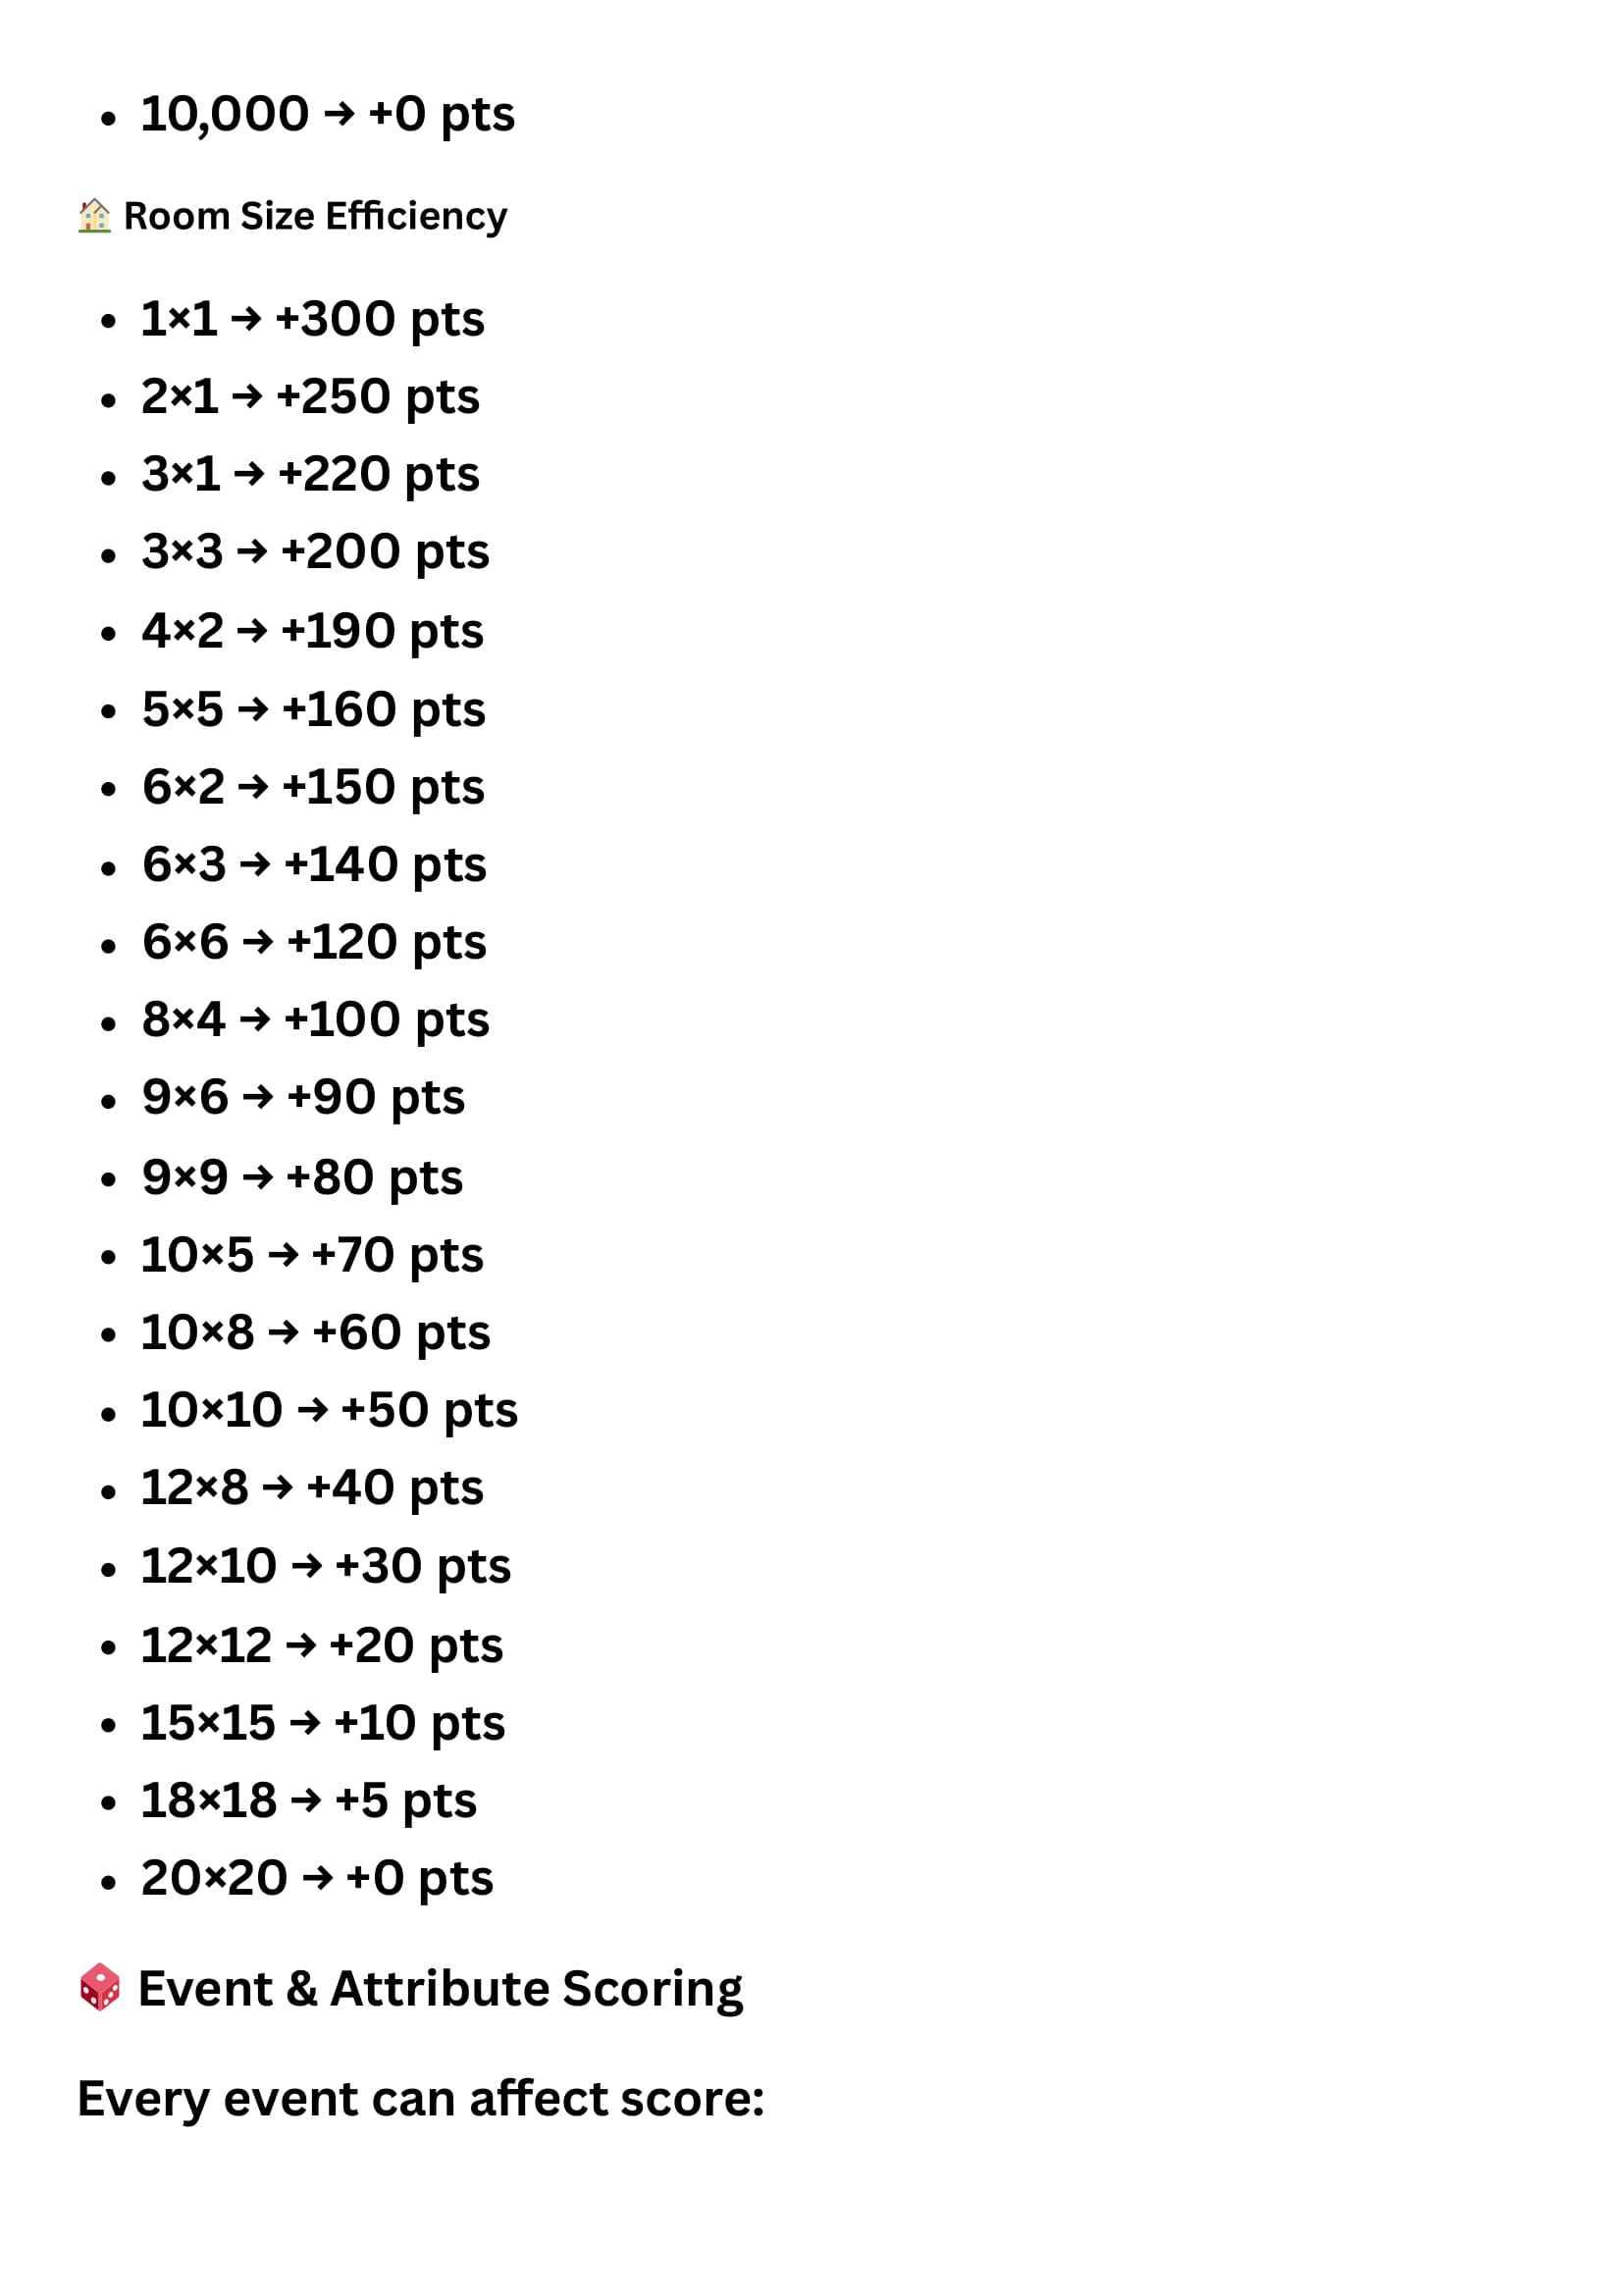 • 10,000 → +0 pts
🏠 Room Size Efficiency
• 1×1 → +300 pts
• 2×1 → +250 pts
• 3×1 → +220 pts
• 3×3 → +200 pts
• 4×2 → +190 pts
• 5×5 → +160 pts
• 6×2 → +150 pts
• 6×3 → +140 pts
• 6×6 → +120 pts
• 8×4 → +100 pts
• 9×6 → +90 pts
• 9×9 → +80 pts
• 10×5 → +70 pts
• 10×8 → +60 pts
• 10×10 → +50 pts
• 12×8 → +40 pts
• 12×10 → +30 pts
• 12×12 → +20 pts
• 15×15 → +10 pts
• 18×18 → +5 pts
• 20×20 → +0 pts
🎲 Event & Attribute Scoring
Every event can affect score: